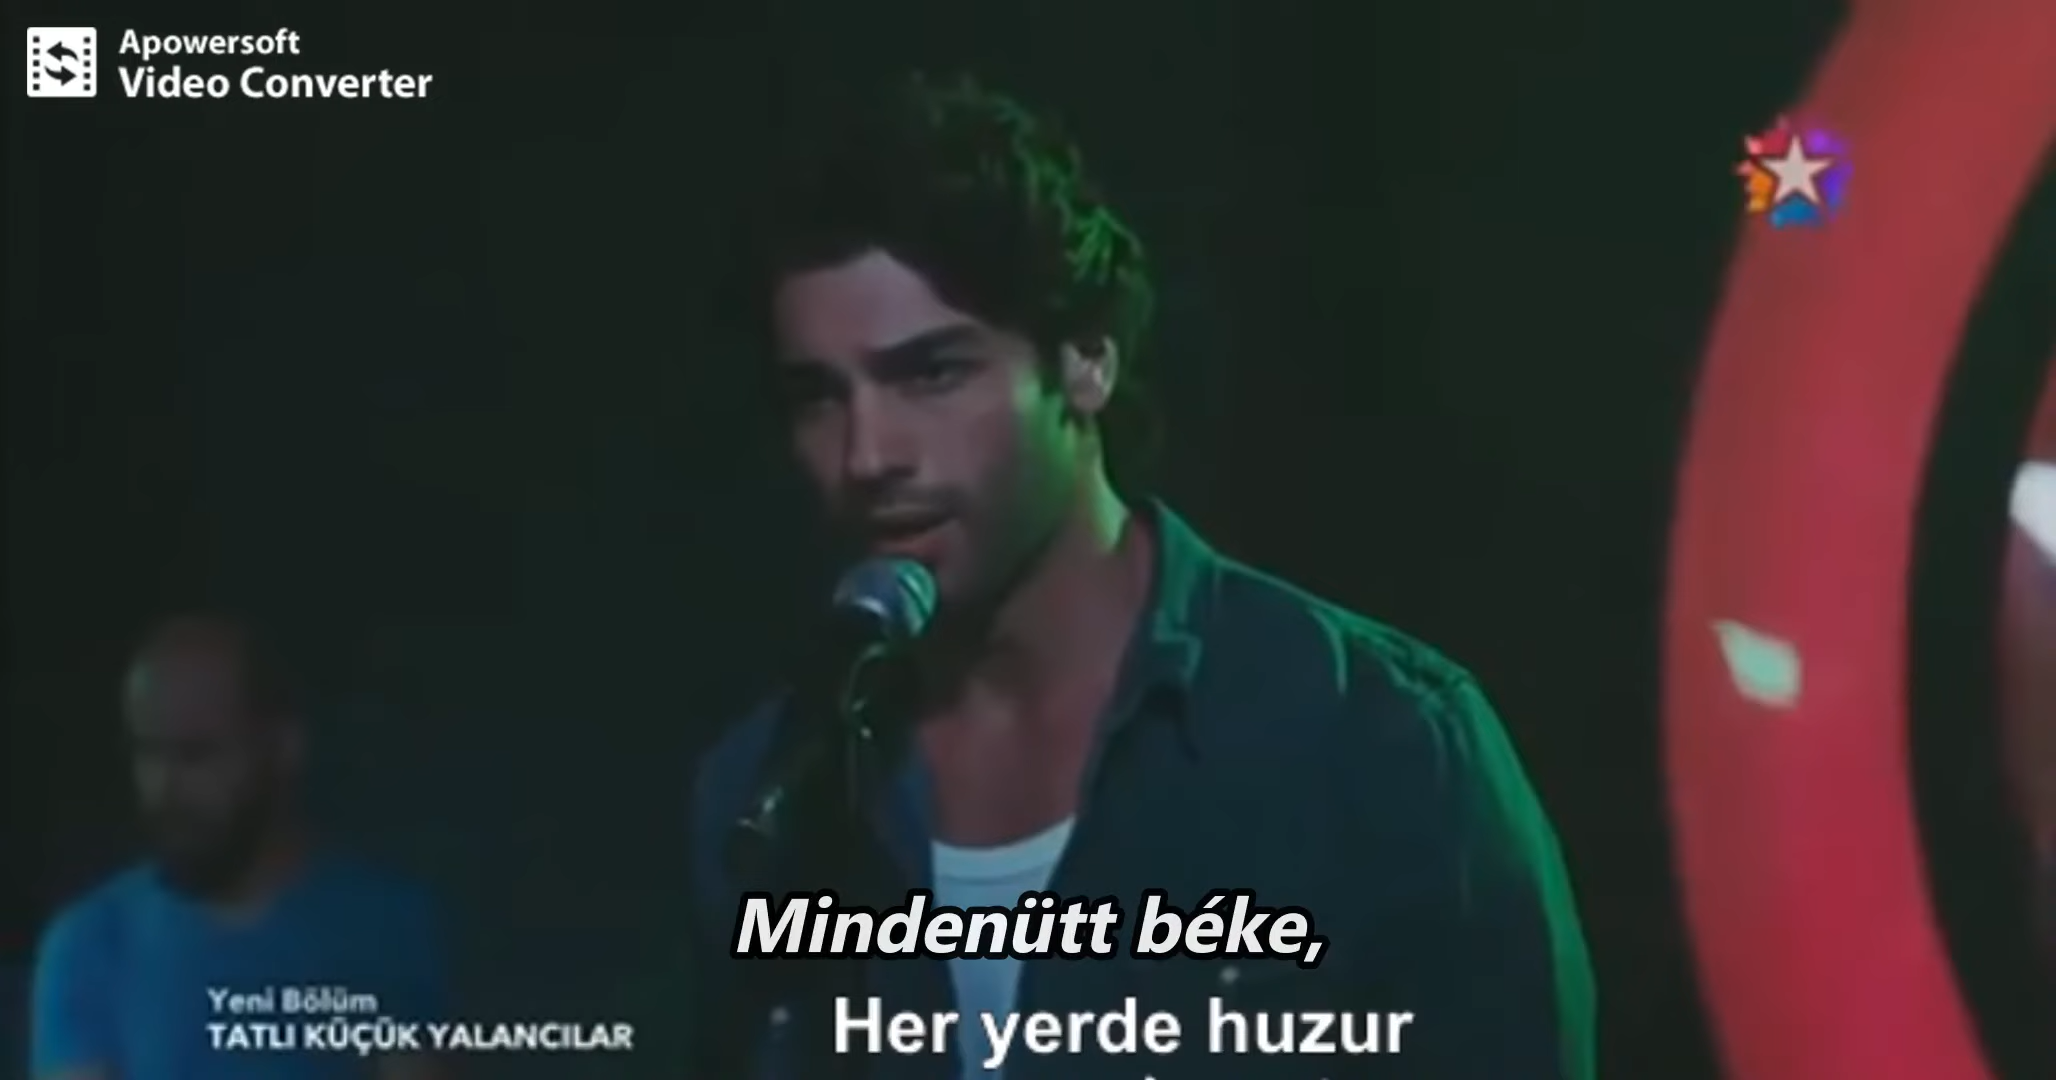 Apowersoft
Video Converter
Mindenütt béke,
Yeni Bölüm
TATLI KÜÇÜK YALANCILAR
Her yerde huzur